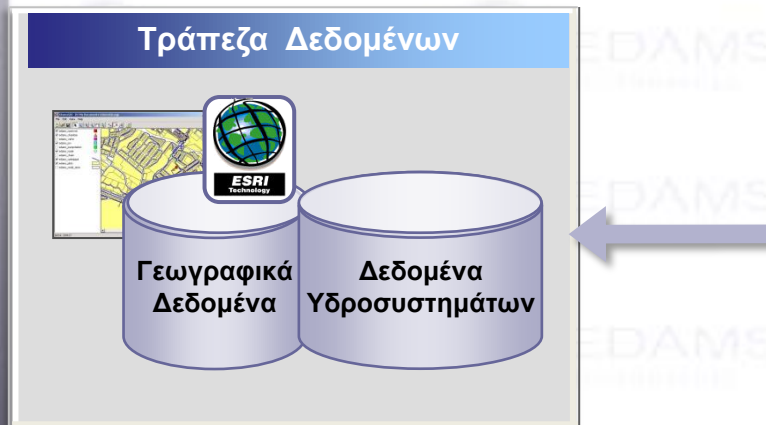 Τράπεζα Δεδομένων
ESRI
Technology
Γεωγραφικά
Δεδομένα
Δεδομένα
Υδροσυστημάτων
EDAMS
EDAMS
EDAMS